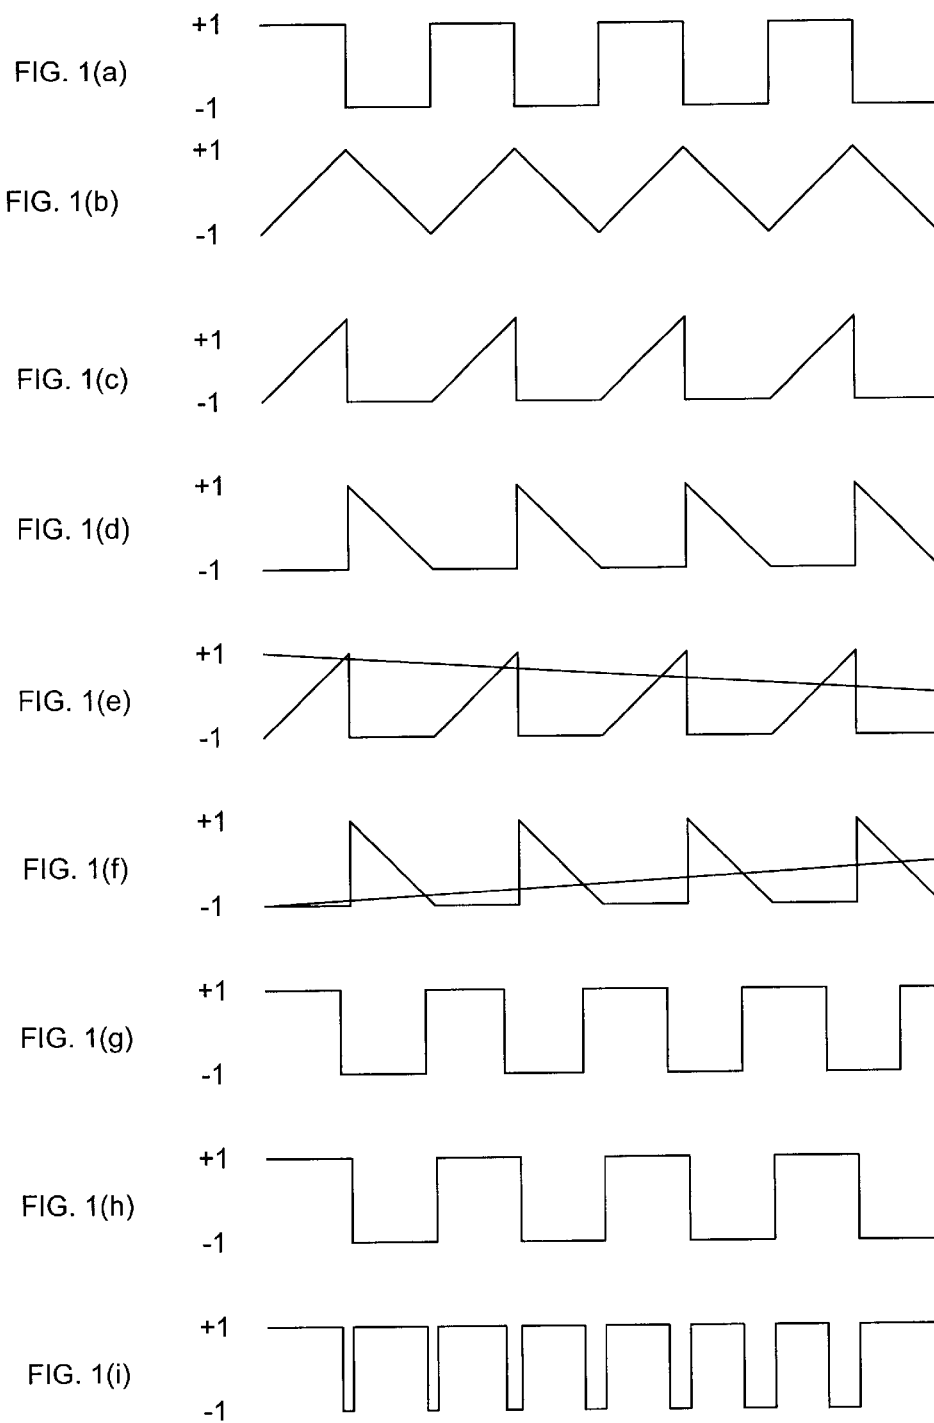 +1
FIG. 1(a)
-1
+1
FIG. 1(b)
-1
+1
FIG. 1(c)
-1
+1
FIG. 1(d)
-1
+1
FIG. 1(e)
-1
+1
FIG. 1(f)
-1
+1
FIG. 1(g)
-1
+1
FIG. 1(h)
-1
+1
FIG. 1(i)
-1